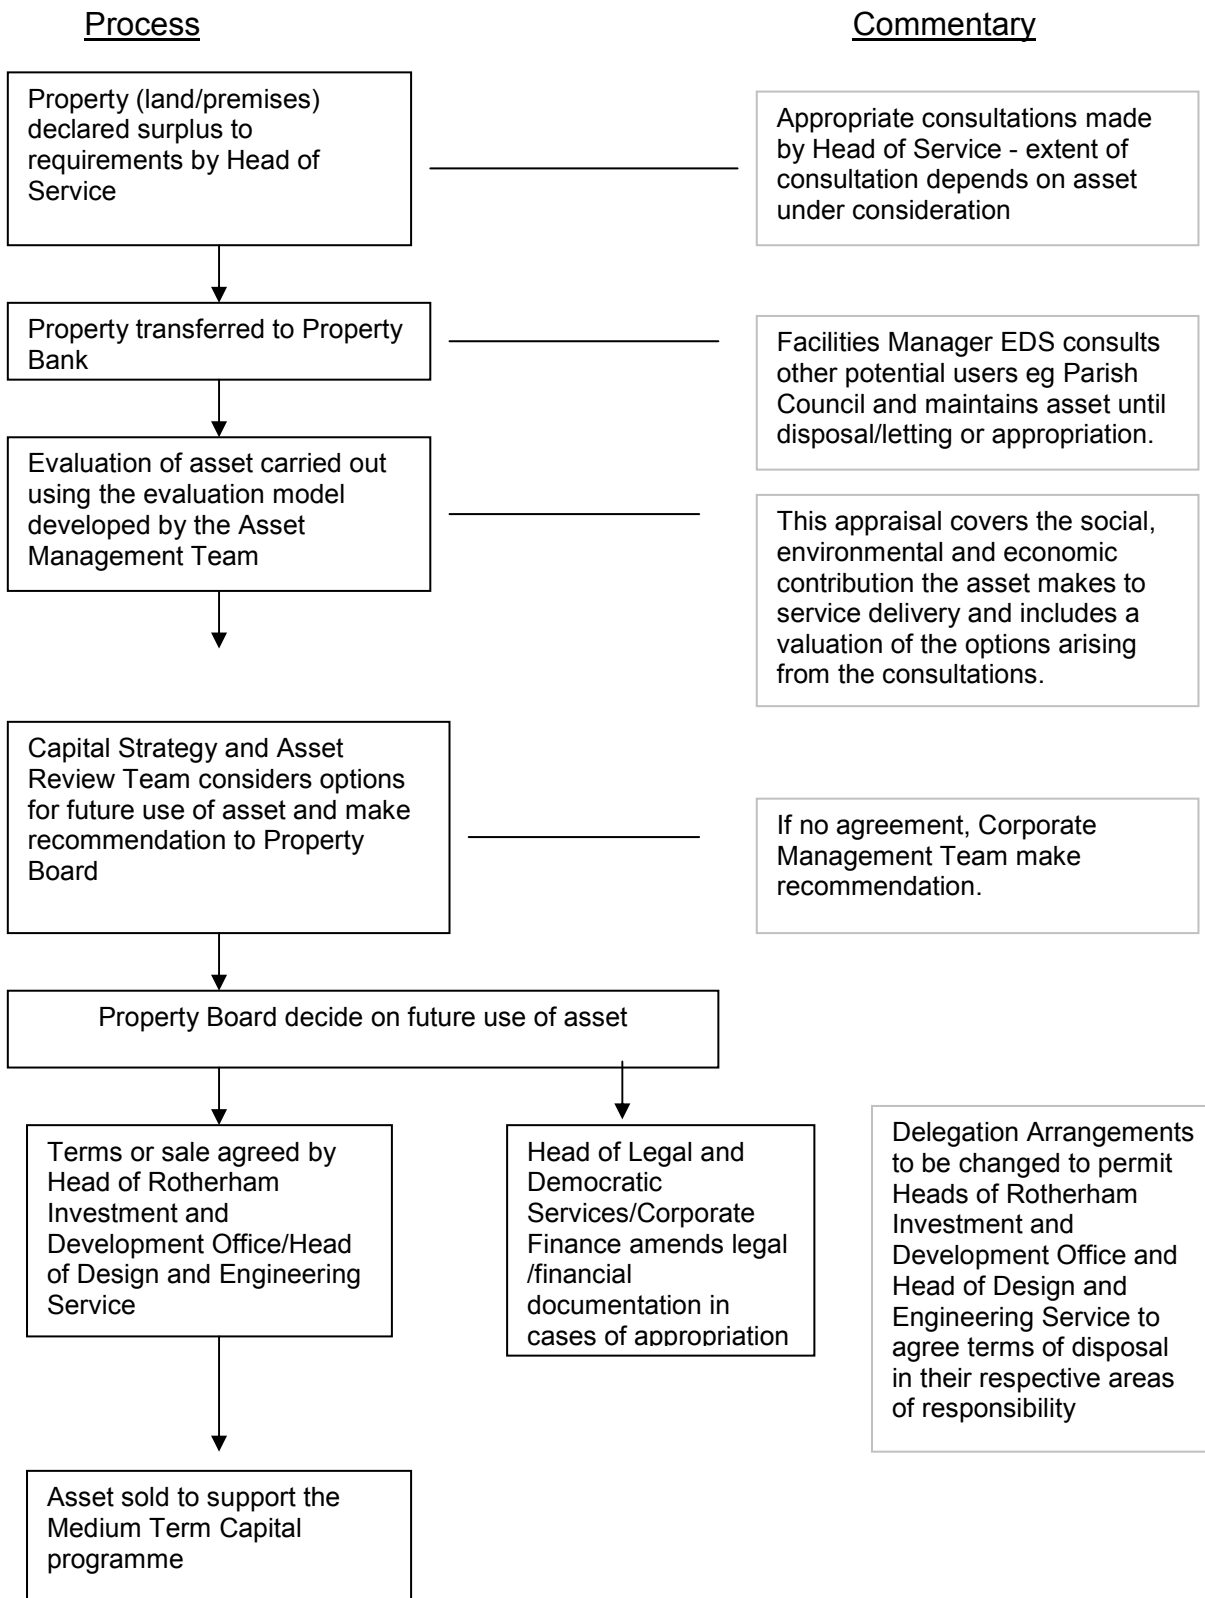 Process
Commentary
Property (land/premises)
declared surplus to
requirements by Head of
Service
Appropriate consultations made
by Head of Service - extent of
consultation depends on asset
under consideration
Property transferred to Property
Bank
Facilities Manager EDS consults
other potential users eg Parish
Council and maintains asset until
disposal/letting or appropriation.
Evaluation of asset carried out
using the evaluation model
developed by the Asset
Management Team
This appraisal covers the social,
environmental and economic
contribution the asset makes to
service delivery and includes a
valuation of the options arising
from the consultations.
Capital Strategy and Asset
Review Team considers options
for future use of asset and make
recommendation to Property
Board
If no agreement, Corporate
Management Team make
recommendation.
Property Board decide on future use of asset
Terms or sale agreed by
Head of Rotherham
Investment and
Development Office/Head
of Design and Engineering
Service
Head of Legal and
Democratic
Services/Corporate
Finance amends legal
/financial
documentation in
cases of appropriation
Delegation Arrangements
to be changed to permit
Heads of Rotherham
Investment and
Development Office and
Head of Design and
Engineering Service to
agree terms of disposal
in their respective areas
of responsibility
Asset sold to support the
Medium Term Capital
programme